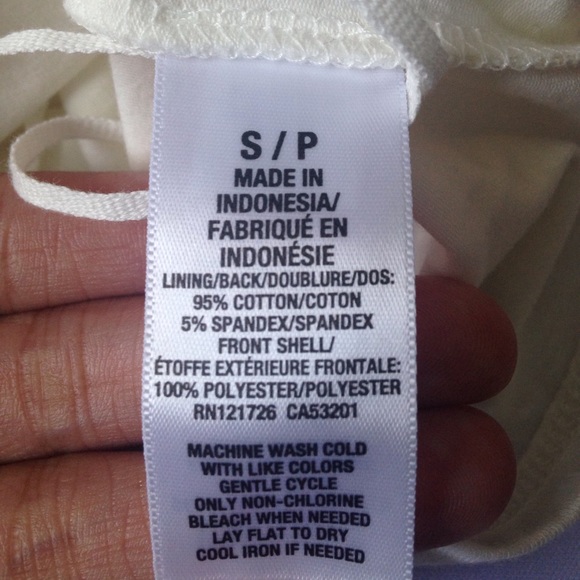 S / P
MADE IN
INDONESIA/
FABRIQUÉ EN
INDONÉSIE
LINING/BACK/DOUBLURE/DOS:
95% COTTON/COTON
5% SPANDEX/SPANDEX
FRONT SHELL/
ÉTOFFE EXTÉRIEURE FRONTALE:
100% POLYESTER/POLYESTER
RN121726 CA53201
MACHINE WASH COLD
WITH LIKE COLORS
GENTLE CYCLE
ONLY NON-CHLORINE
BLEACH WHEN NEEDED
LAY FLAT TO DRY
COOL IRON IF NEEDED